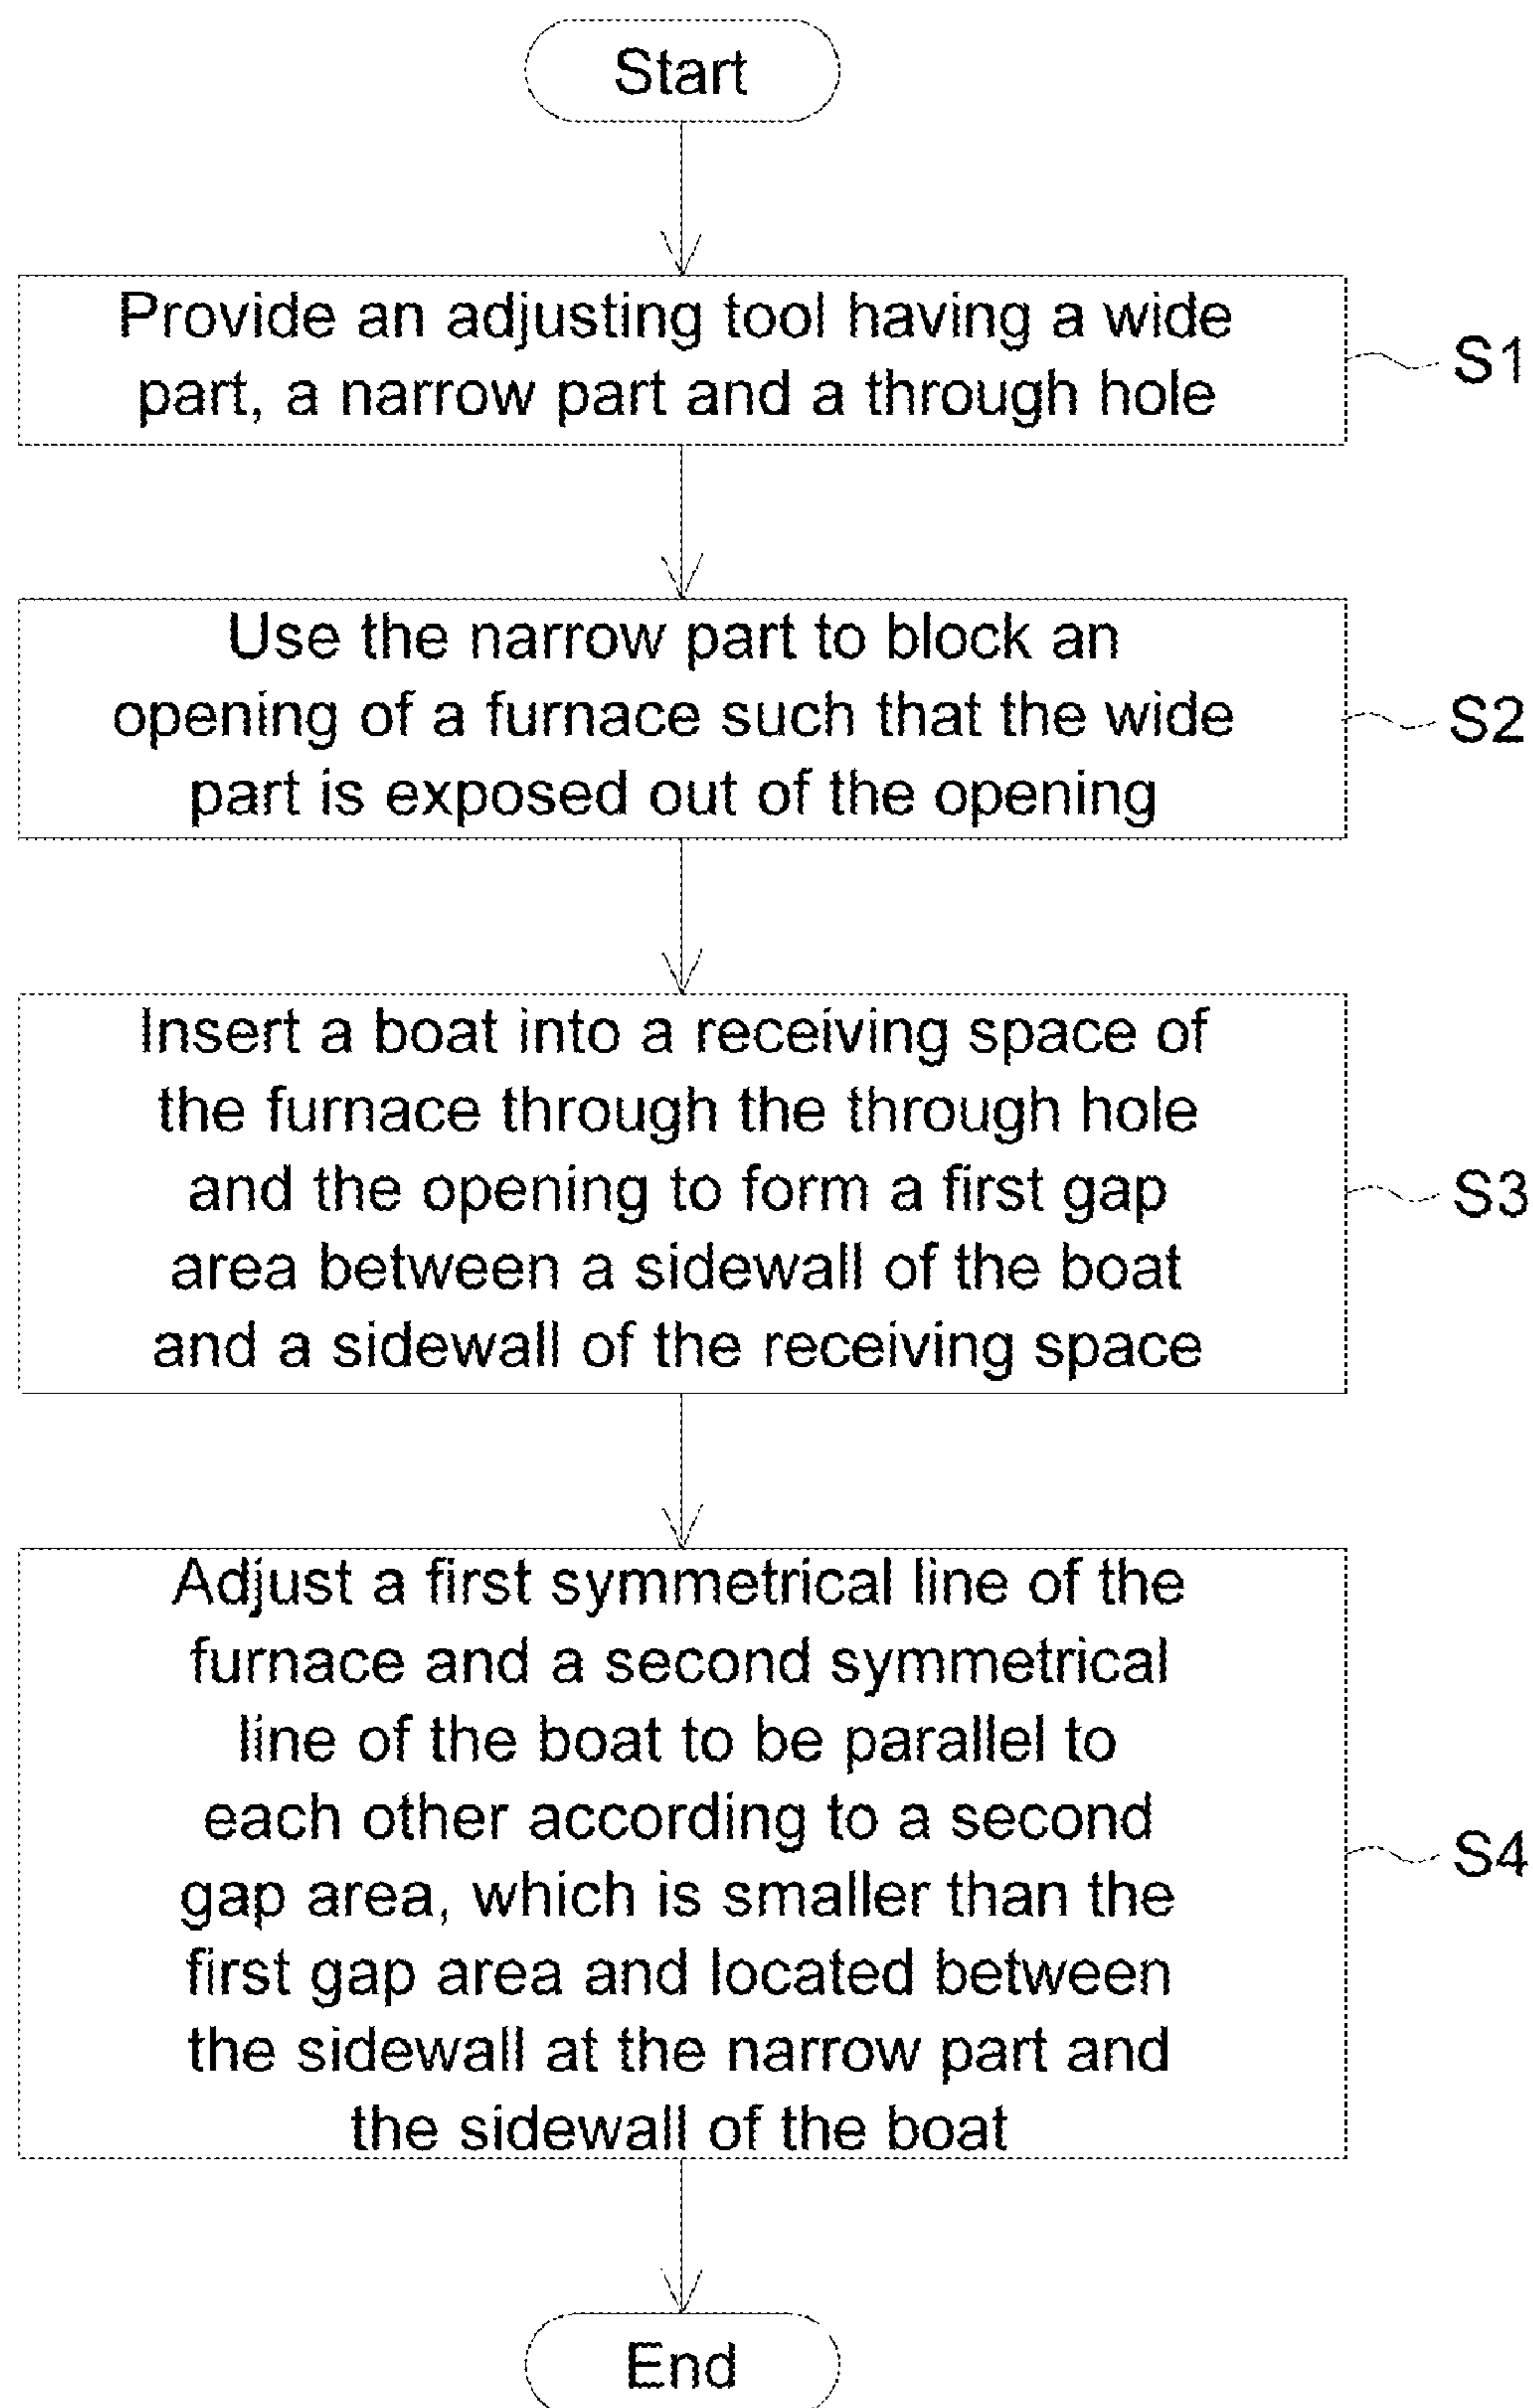 Start
Provide an adjusting tool having a wide
part, a narrow part and a through hole
S1
Use the narrow part to block an
opening of a furnace such that the wide
part is exposed out of the opening
S2
Insert a boat into a receiving space of
the furnace through the through hole
and the opening to form a first gap
area between a sidewall of the boat
and a sidewall of the receiving space
S3
Adjust a first symmetrical line of the
furnace and a second symmetrical
line of the boat to be parallel to
each other according to a second
gap area, which is smaller than the
first gap area and located between
the sidewall at the narrow part and
the sidewall of the boat
S4
End